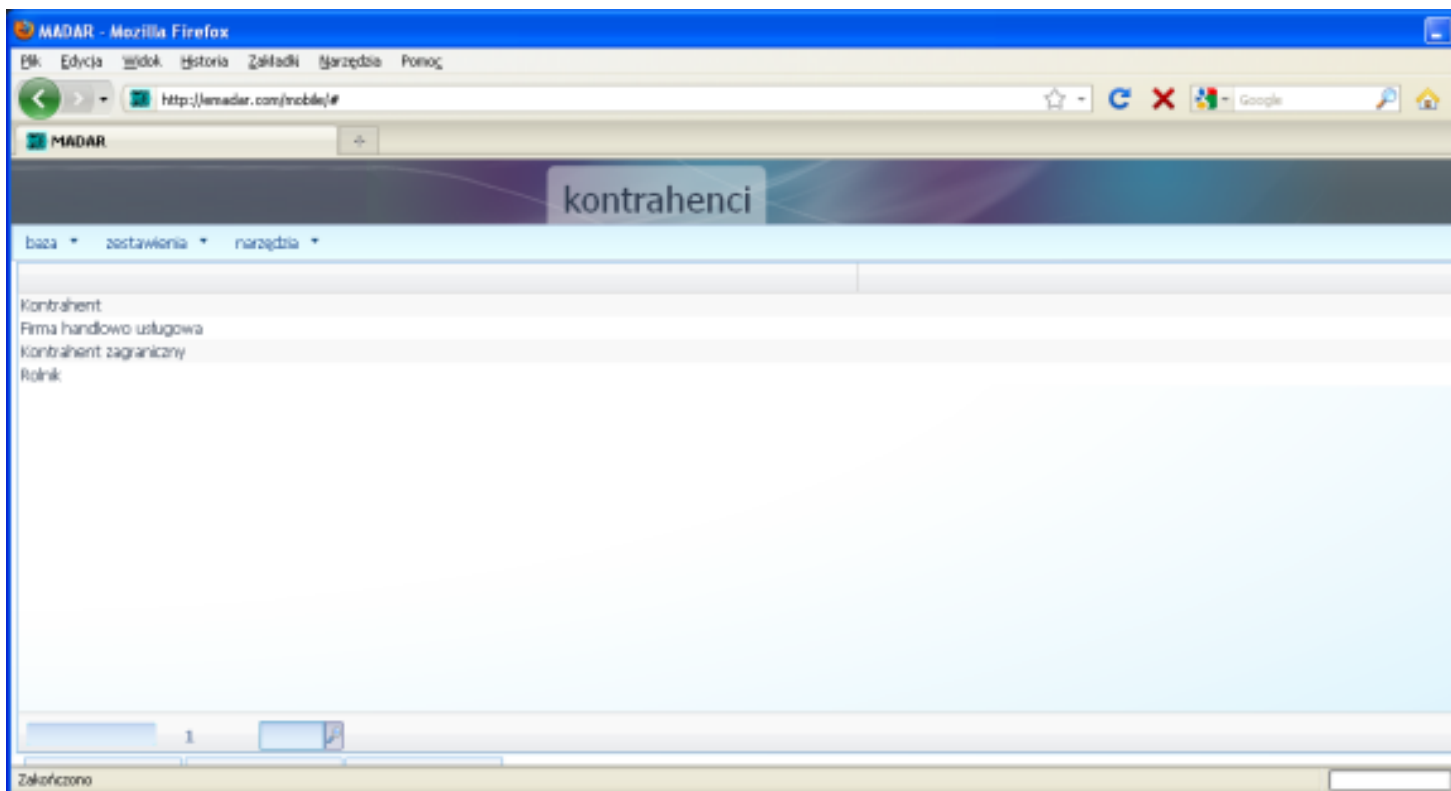 MADAR - Mozilla Firefox
Plik Edycja Widok Historia Zakładki Narzędzia Pomoc
http://emadar.com/mobile/# Google
MADAR
kontrahenci
baza zestawienia narzędzia
Kontrahent
Firma handlowo usługowa
Kontrahent zagraniczny
Rolnik
1
Zakończono